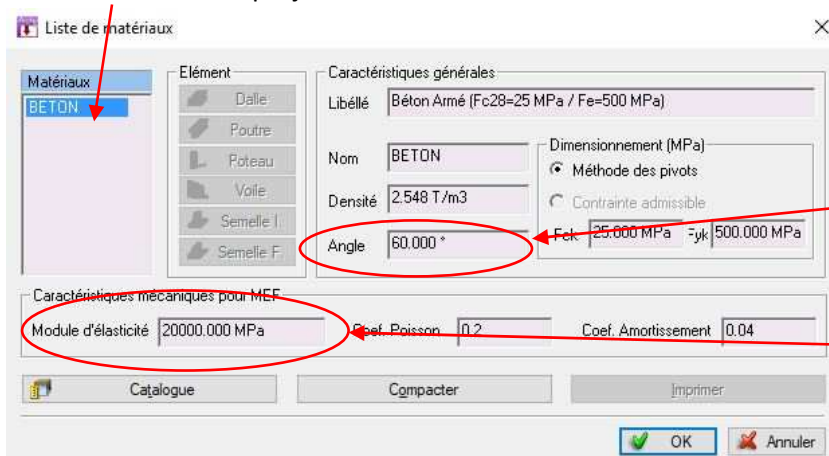 Liste de matériaux
Matériaux
BETON
Elément
Dalle
Poutre
Poteau
Voile
Semelle I.
Semelle F.
Caractéristiques générales
Libéllé Béton Armé (Fc28=25 MPa / Fe=500 MPa)
Nom BETON
Densité 2.548 T/m3
Angle 60.000 °
Dimensionnement (MPa)
Méthode des pivots
Contrainte admissible
Fck 25.000 MPa Fyk 500.000 MPa
Caractéristiques mécaniques pour MEF
Module d'élasticité 20000.000 MPa Coef. Poisson 0.2 Coef. Amortissement 0.04
Catalogue Compacter Imprimer
OK Annuler